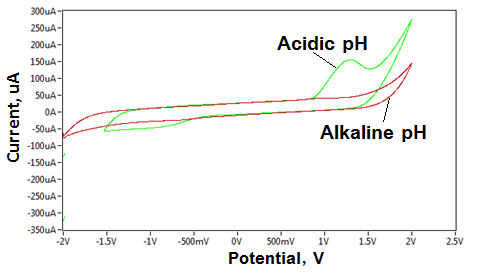 300uA
250uA
200uA
150uA
100uA
50uA
0A
-50uA
-100uA
-150uA
-200uA
-250uA
-300uA
-350uA
Current, uA
Acidic pH
Alkaline pH
-2V -1.5V -1V -500mV 0V 500mV 1V 1.5V 2V 2.5V
Potential, V